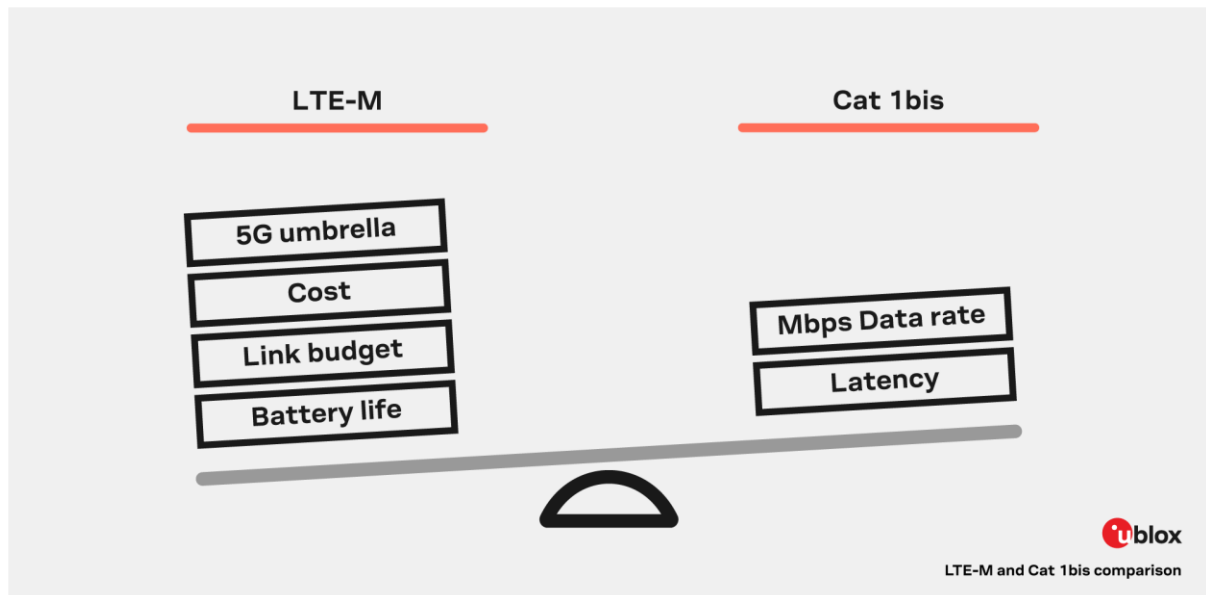 LTE-M
Cat 1bis
5G umbrella
Cost
Link budget
Battery life
Mbps Data rate
Latency
ublox
LTE-M and Cat 1bis comparison